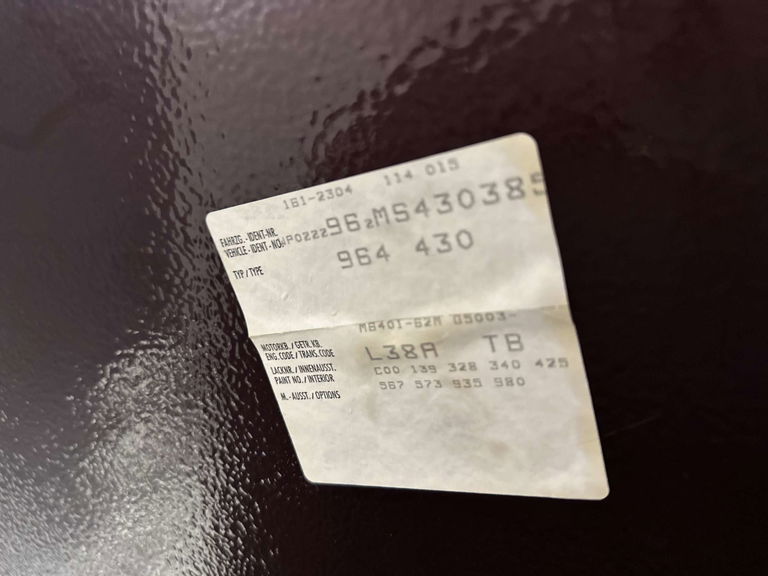 161-2304 114 015
FAHRZG.-IDENT-NR.
VEHICLE-IDENT-NO. WP0ZZZ96ZMS430385
TYP/TYPE 964 430
M6401-62M 05003-
MOTORKB./GETR.KB.
ENG.CODE/TRANS.CODE
LACKNR./INNENAUSST. L38A TB
PAINT NO./INTERIOR C00 139 328 340 425
M.-AUSST./OPTIONS 567 573 935 980